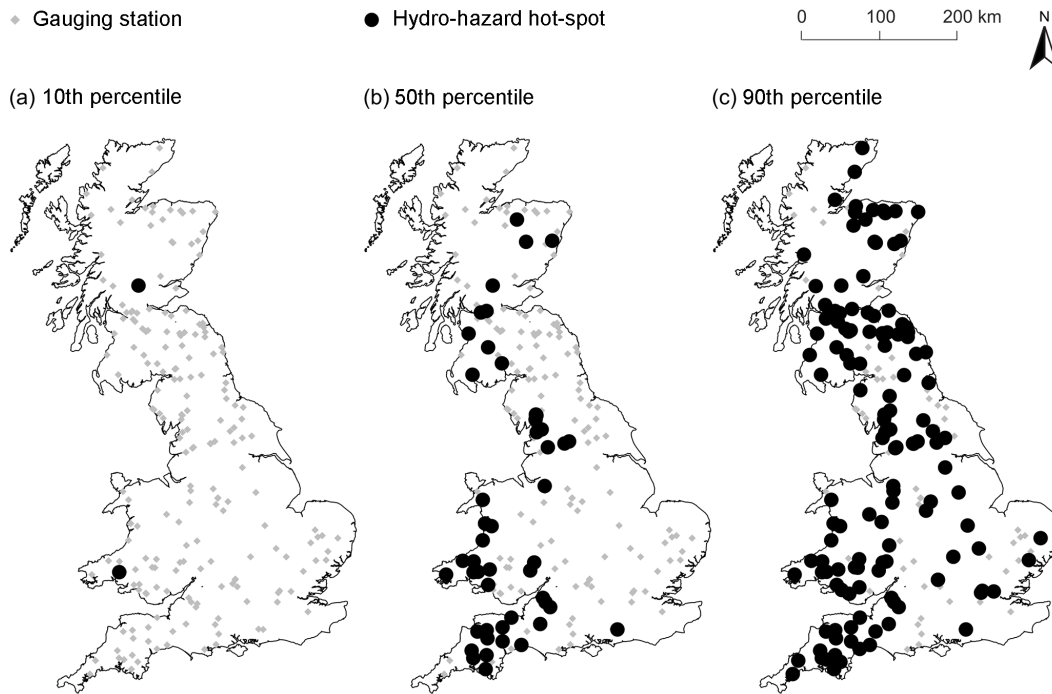 Gauging station
Hydro-hazard hot-spot
0 100 200 km
N
(a) 10th percentile
(b) 50th percentile
(c) 90th percentile